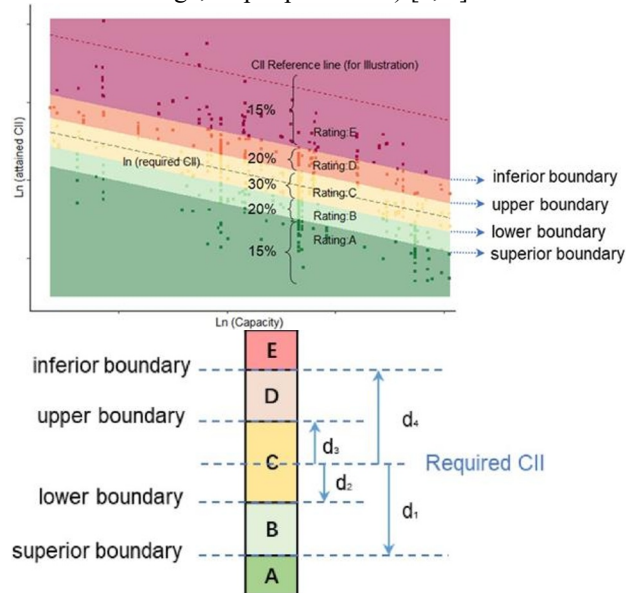 CII Reference line (for Illustration)
15%
Rating:E
20%
Rating:D
ln (required CII)
30%
Rating:C
20%
Rating:B
Rating:A
15%
Ln (attained CII)
Ln (Capacity)
inferior boundary
upper boundary
lower boundary
superior boundary
E
inferior boundary
D
d₄
upper boundary
d₃
C
Required CII
d₂
lower boundary
d₁
B
superior boundary
A